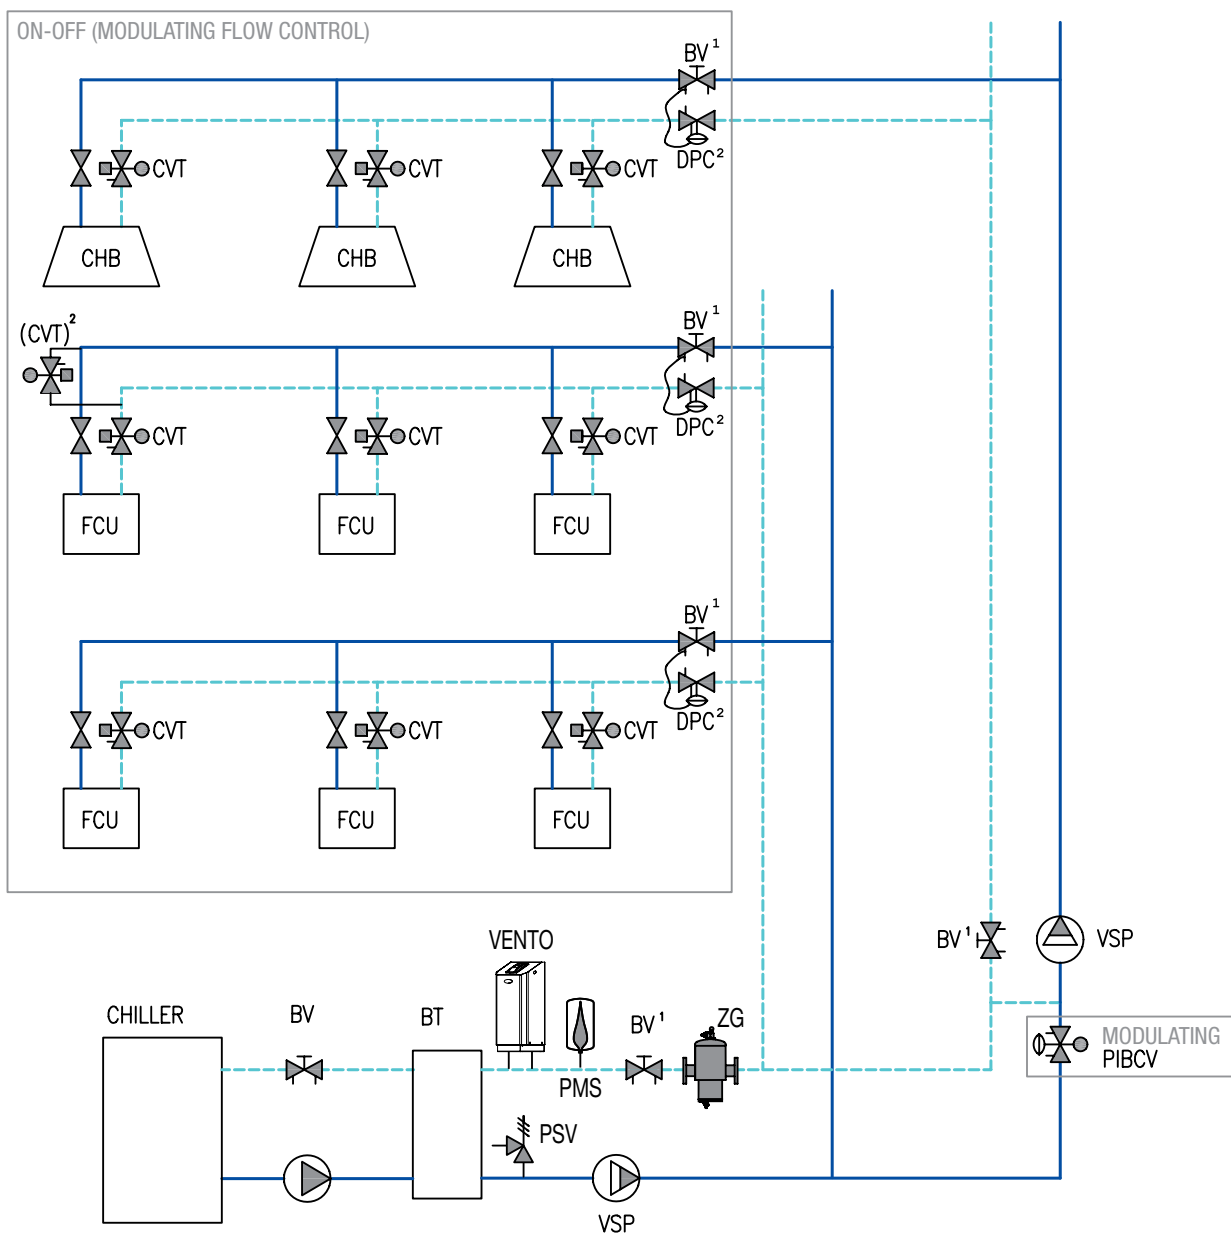 ON-OFF (MODULATING FLOW CONTROL)
BV¹
DPC²
CVT CVT CVT
CHB CHB CHB
(CVT)²
BV¹
DPC²
CVT CVT CVT
FCU FCU FCU
BV¹
DPC²
CVT CVT CVT
FCU FCU FCU
VENTO
BV¹
VSP
CHILLER
BV
BT
BV¹
ZG
MODULATING
PIBCV
PMS
PSV
VSP